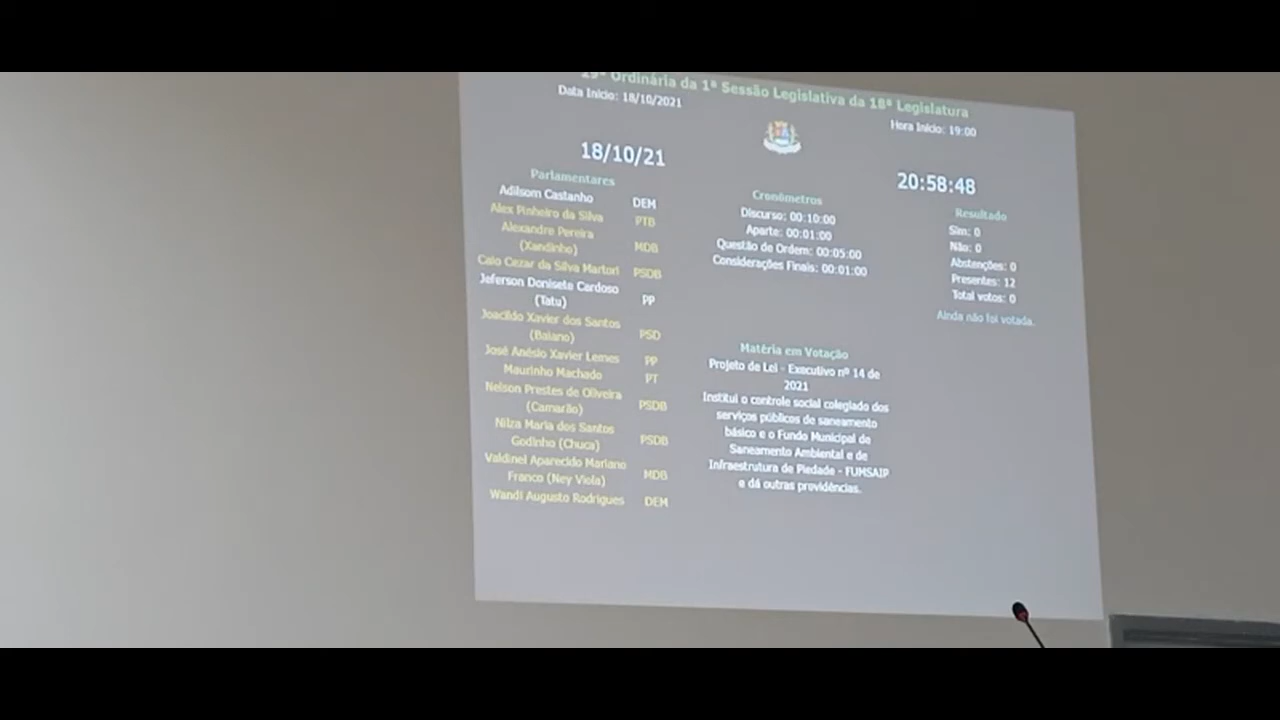 Ordinária da 1ª Sessão Legislativa da 18ª Legislatura
Data Início: 18/10/2021
Hora Início: 19:00
18/10/21
20:58:48
Parlamentares
Adilsom Castanho DEM
Alex Pinheiro da Silva PTB
Alexandre Pereira
(Xandinho) MDB
Caio Cezar da Silva Martori PSDB
Jeferson Donisete Cardoso
(Tatu) PP
Joacildo Xavier dos Santos
(Baiano) PSD
José Anésio Xavier Lemes PP
Maurinho Machado PT
Nelson Prestes de Oliveira
(Camarão) PSDB
Nilza Maria dos Santos
Godinho (Chuca) PSDB
Valdinei Aparecido Mariano
Franco (Ney Viola) MDB
Wandi Augusto Rodrigues DEM
Cronômetros
Discurso: 00:10:00
Aparte: 00:01:00
Questão de Ordem: 00:05:00
Considerações Finais: 00:01:00
Matéria em Votação
Projeto de Lei - Executivo nº 14 de
2021
Institui o controle social colegiado dos
serviços públicos de saneamento
básico e o Fundo Municipal de
Saneamento Ambiental e de
Infraestrutura de Piedade - FUMSAIP
e dá outras providências.
Resultado
Sim: 0
Não: 0
Abstenções: 0
Presentes: 12
Total votos: 0
Ainda não foi votada.